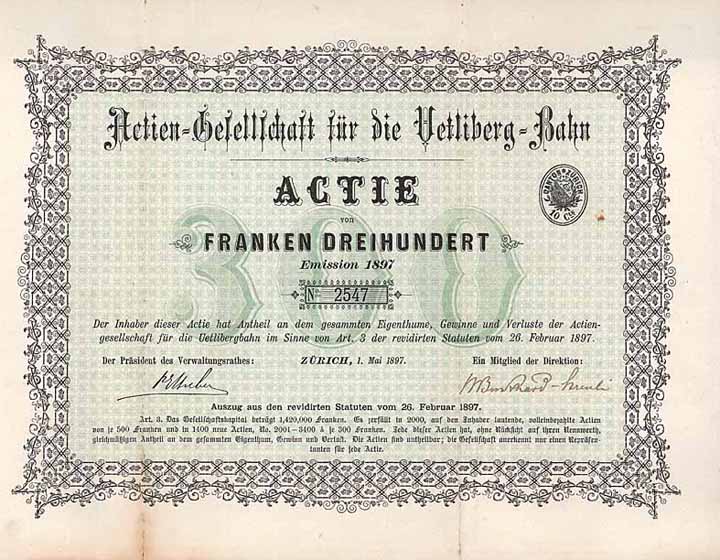 Actien-Gesellschaft für die Uetliberg-Bahn
ACTIE
KANTON ZÜRICH
10 Cts
von
300
FRANKEN DREIHUNDERT
Emission 1897
No 2547
Der Inhaber dieser Actie hat Antheil an dem gesammten Eigenthume, Gewinne und Verluste der Actien-
gesellschaft für die Uetlibergbahn im Sinne von Art. 3 der revidirten Statuten vom 26. Februar 1897.
Der Präsident des Verwaltungsrathes: ZÜRICH, 1. Mai 1897. Ein Mitglied der Direktion:
Auszug aus den revidirten Statuten vom 26. Februar 1897.
Art. 3. Das Gesellschaftskapital beträgt 1,420,000 Franken. Es zerfällt in 2000, auf den Inhaber lautende, volleinbezahlte Actien
von je 500 Franken und in 1400 neue Actien, No. 2001–3400 à je 300 Franken. Jede dieser Actien hat, ohne Rücksicht auf ihren Nennwerth,
gleichmäßigen Antheil an dem gesammten Eigenthum, Gewinn und Verlust. Die Actien sind untheilbar; die Gesellschaft anerkennt nur einen Repräsen-
tanten für jede Actie.